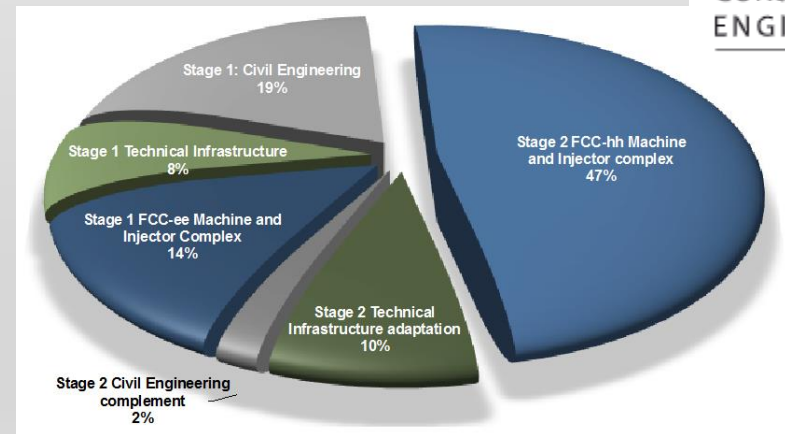 ENGI
Stage 1: Civil Engineering
19%
Stage 2 FCC-hh Machine
and Injector complex
47%
Stage 1 Technical Infrastructure
8%
Stage 1 FCC-ee Machine and
Injector Complex
14%
Stage 2 Technical
Infrastructure adaptation
10%
Stage 2 Civil Engineering
complement
2%